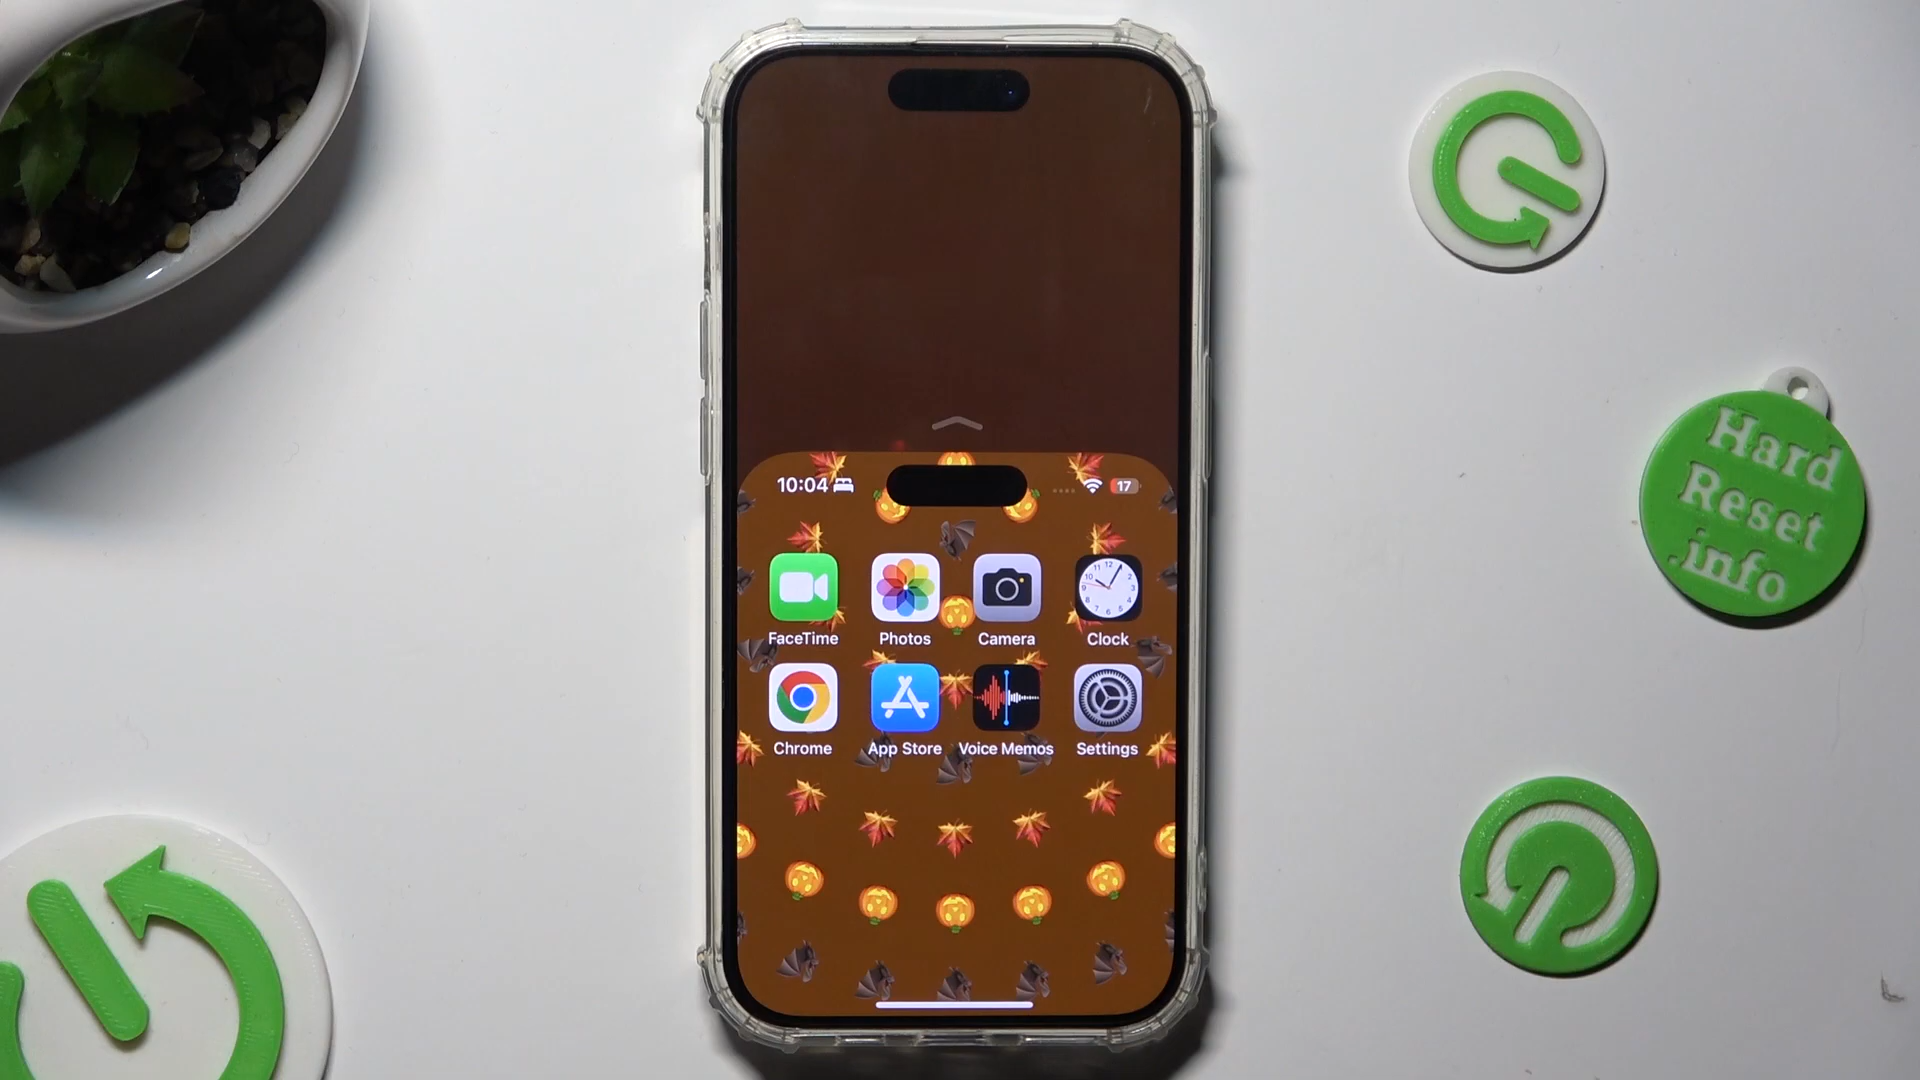 10:04 17
FaceTime Photos Camera Clock
Chrome App Store Voice Memos Settings
Hard
Reset
.info